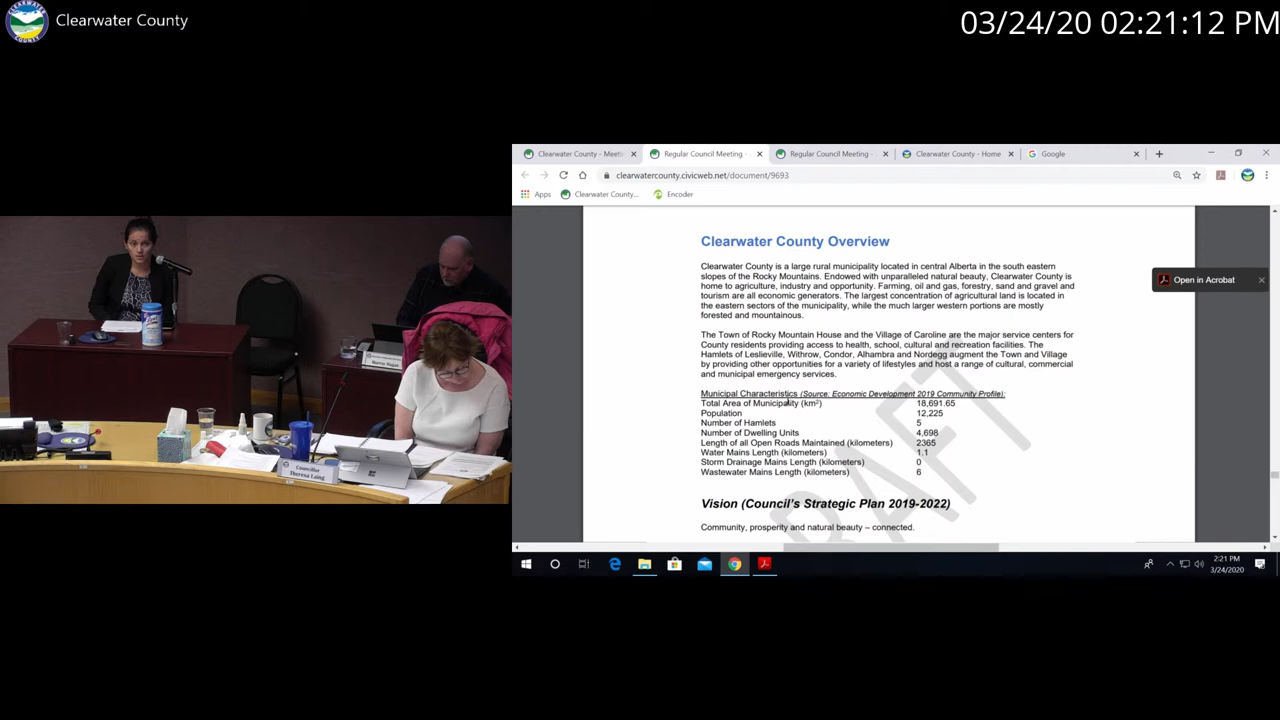 Clearwater County
03/24/20 02:21:12 PM
Clearwater County - Meeti
Regular Council Meeting -
Regular Council Meeting - 
Clearwater County - Home
Google
clearwatercounty.civicweb.net/document/9693
Apps
Clearwater County...
Encoder
Open in Acrobat
Clearwater County Overview
Clearwater County is a large rural municipality located in central Alberta in the south eastern
slopes of the Rocky Mountains. Endowed with unparalleled natural beauty, Clearwater County is
home to agriculture, industry and opportunity. Farming, oil and gas, forestry, sand and gravel and
tourism are all economic generators. The largest concentration of agricultural land is located in
the eastern sectors of the municipality, while the much larger western portions are mostly
forested and mountainous.
The Town of Rocky Mountain House and the Village of Caroline are the major service centers for
County residents providing access to health, school, cultural and recreation facilities. The
Hamlets of Leslieville, Withrow, Condor, Alhambra and Nordegg augment the Town and Village
by providing other opportunities for a variety of lifestyles and host a range of cultural, commercial
and municipal emergency services.
Municipal Characteristics (Source: Economic Development 2019 Community Profile):
Total Area of Municipality (km²) 18,691.65
Population 12,225
Number of Hamlets 5
Number of Dwelling Units 4,698
Length of all Open Roads Maintained (kilometers) 2365
Water Mains Length (kilometers) 1.1
Storm Drainage Mains Length (kilometers) 0
Wastewater Mains Length (kilometers) 6
DRAFT
Vision (Council's Strategic Plan 2019-2022)
Community, prosperity and natural beauty – connected.
Councillor
Theresa Laing
2:21 PM
3/24/2020